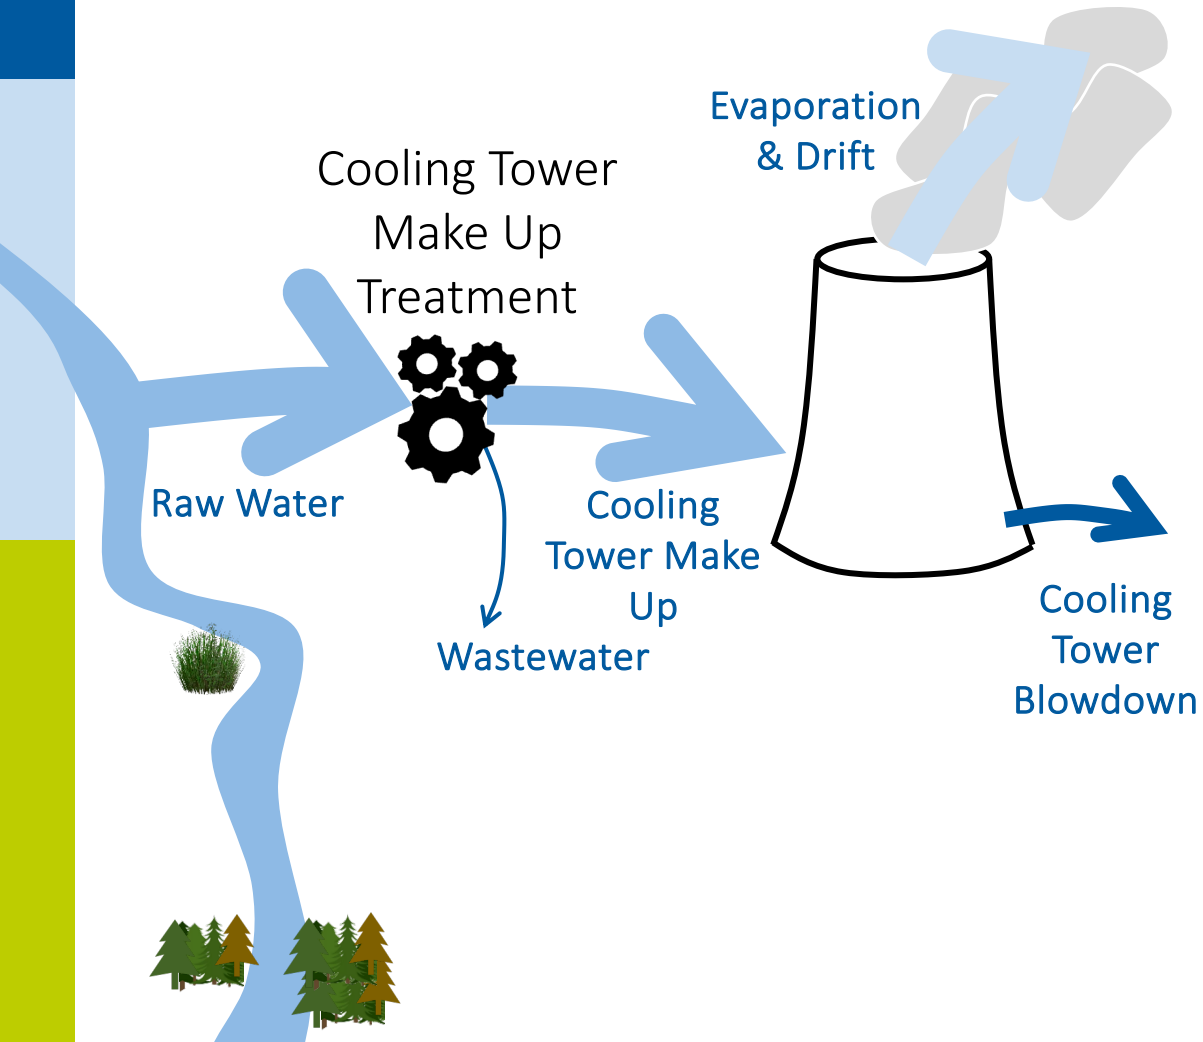 Evaporation
& Drift
Cooling Tower
Make Up
Treatment
Raw Water
Cooling
Tower Make
Up
Wastewater
Cooling
Tower
Blowdown